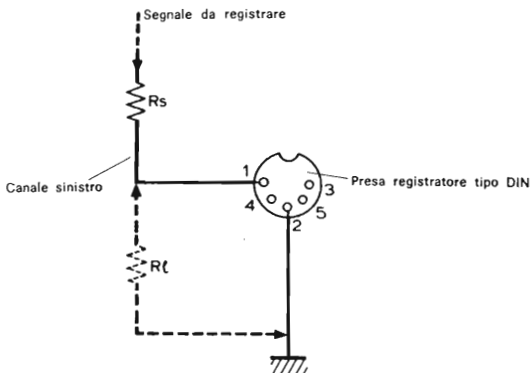 Segnale da registrare
Rs
1
3
Canale sinistro
Presa registratore tipo DIN
4
5
2
Rℓ